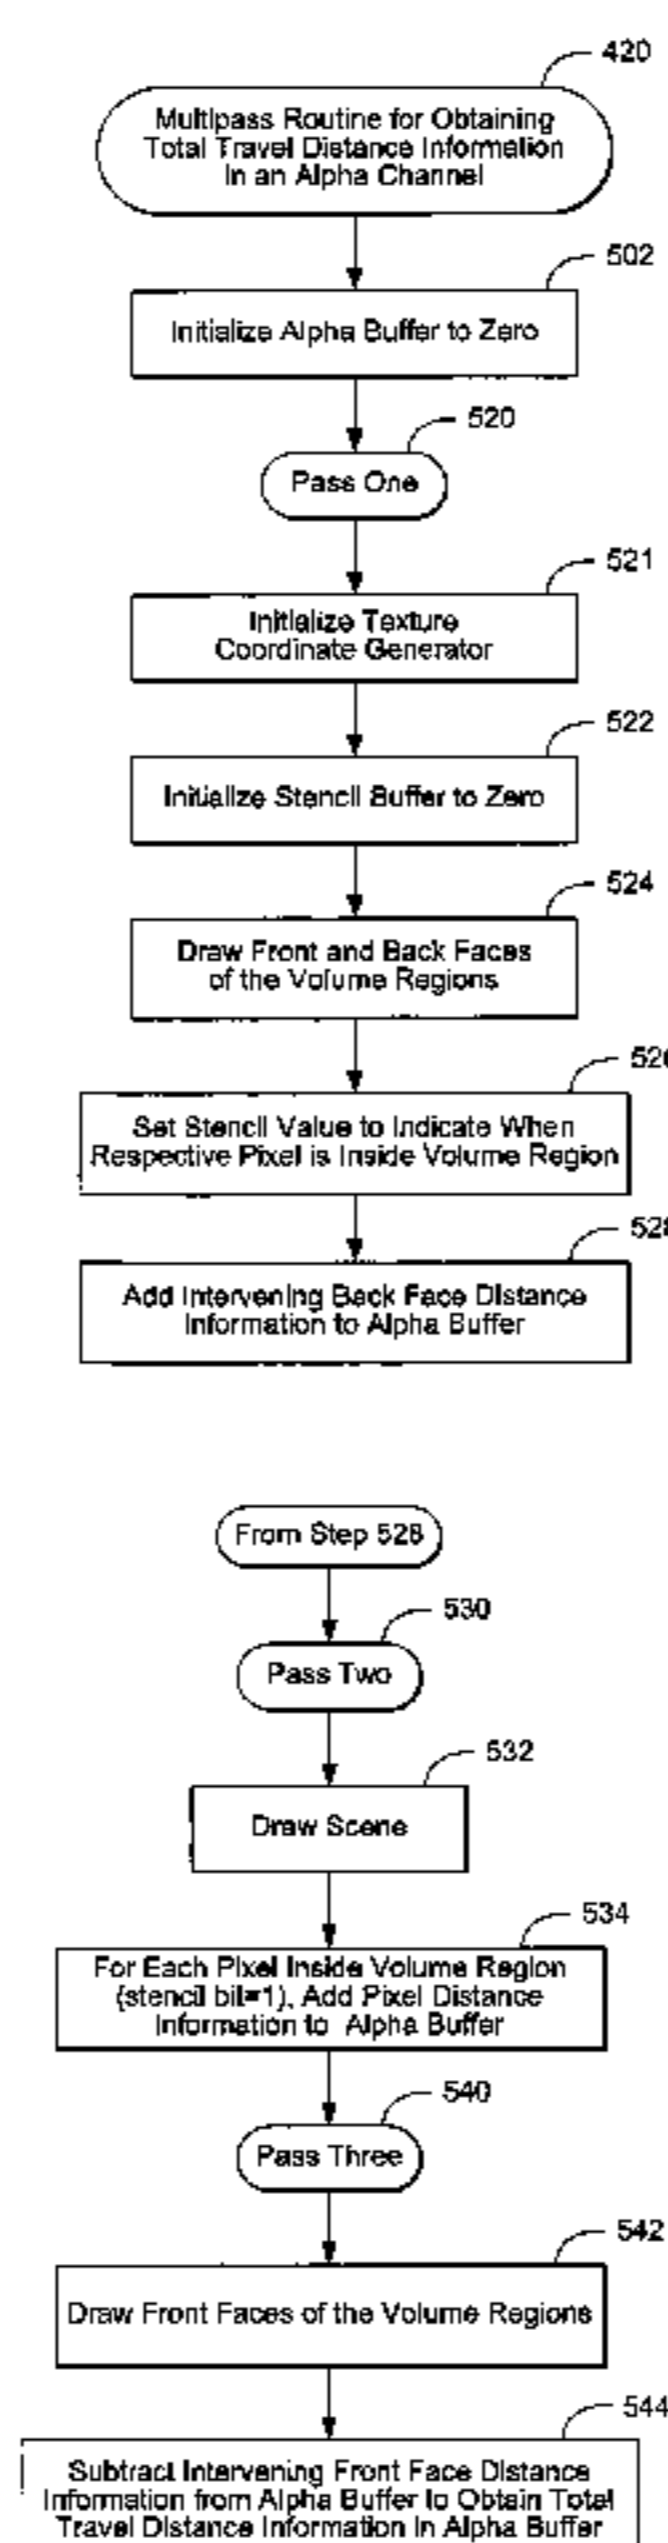 420
Multipass Routine for Obtaining
Total Travel Distance Information
In an Alpha Channel
502
Initialize Alpha Buffer to Zero
520
Pass One
521
Initialize Texture
Coordinate Generator
522
Initialize Stencil Buffer to Zero
524
Draw Front and Back Faces
of the Volume Regions
526
Set Stencil Value to Indicate When
Respective Pixel is Inside Volume Region
528
Add Intervening Back Face Distance
Information to Alpha Buffer
From Step 528
530
Pass Two
532
Draw Scene
534
For Each Pixel Inside Volume Region
(stencil bit=1), Add Pixel Distance
Information to Alpha Buffer
540
Pass Three
542
Draw Front Faces of the Volume Regions
544
Subtract Intervening Front Face Distance
Information from Alpha Buffer to Obtain Total
Travel Distance Information In Alpha Buffer